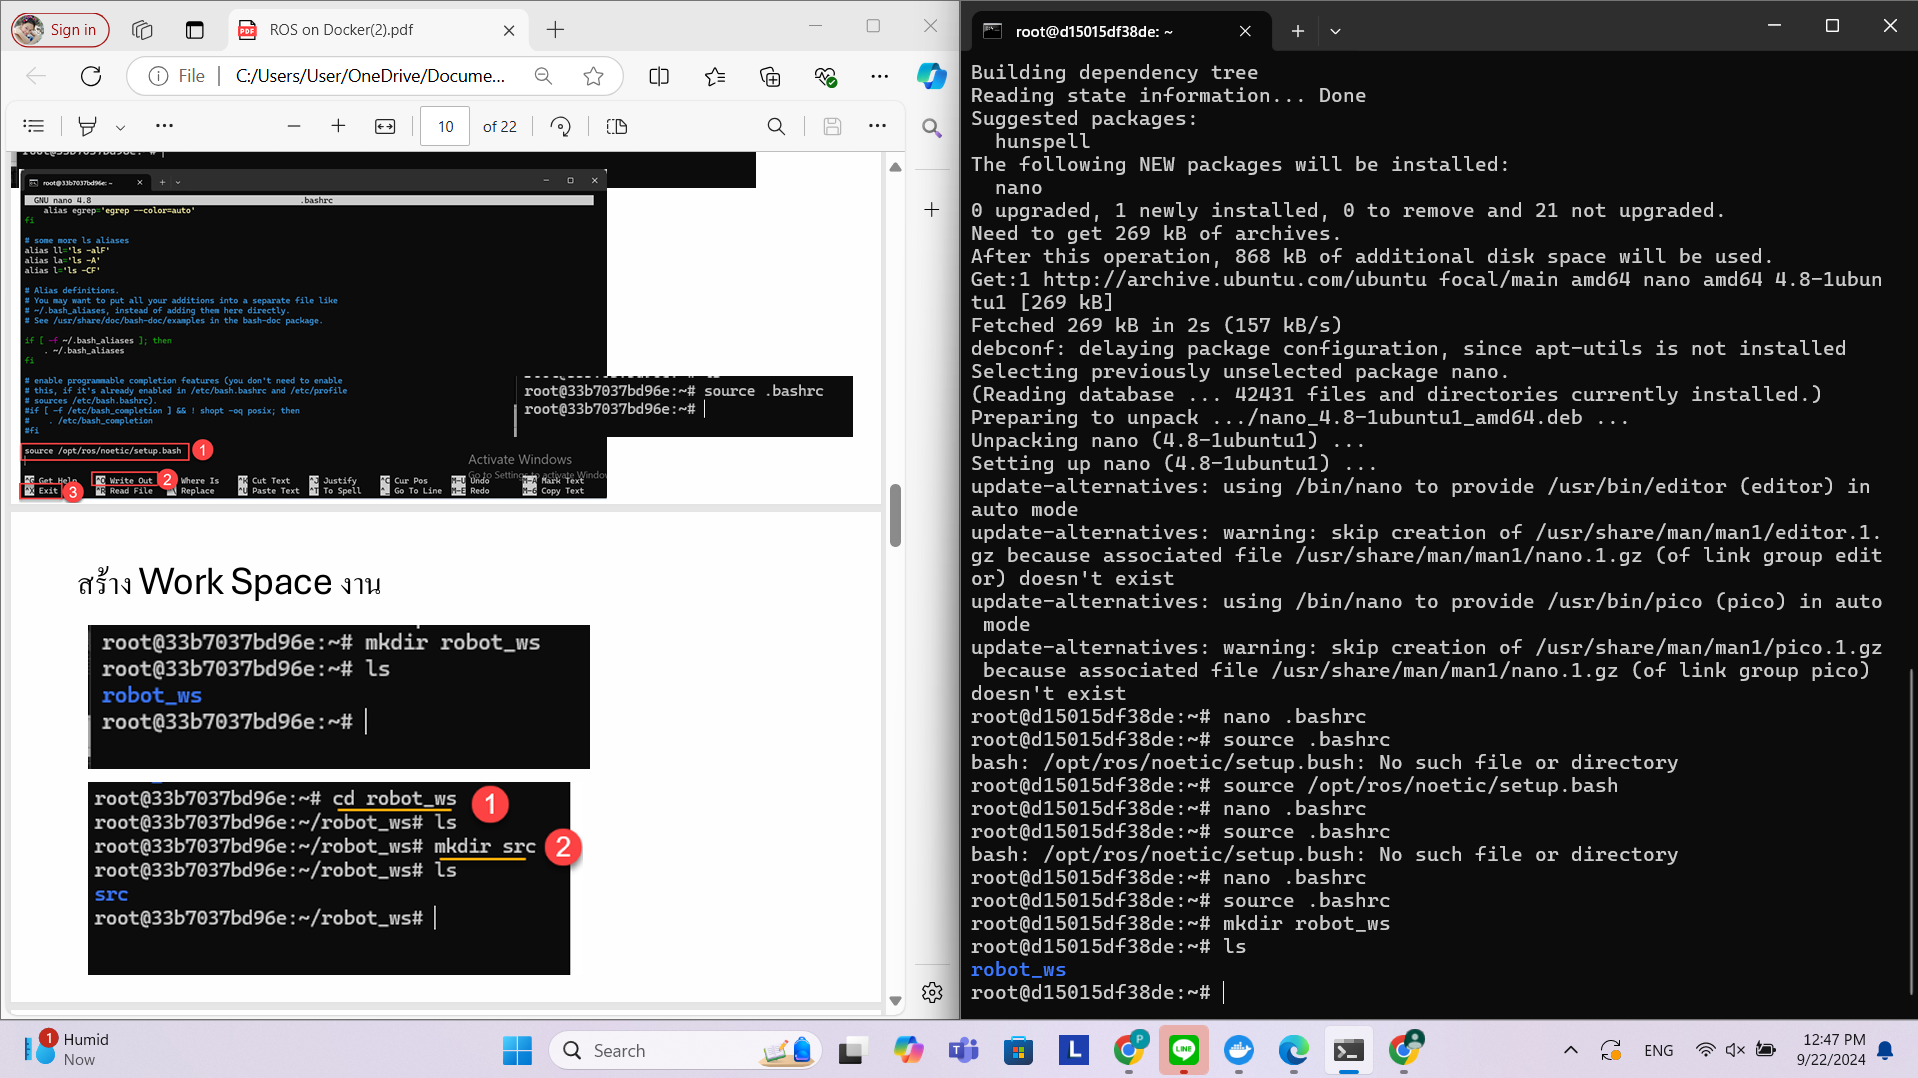 Sign in
ROS on Docker(2).pdf
File
C:/Users/User/OneDrive/Docume...
10
of 22
root@33b7037bd96e: ~
GNU nano 4.8
.bashrc
alias egrep='egrep --color=auto'
fi
# some more ls aliases
alias ll='ls -alF'
alias la='ls -A'
alias l='ls -CF'
# Alias definitions.
# You may want to put all your additions into a separate file like
# ~/.bash_aliases, instead of adding them here directly.
# See /usr/share/doc/bash-doc/examples in the bash-doc package.
if [ -f ~/.bash_aliases ]; then
. ~/.bash_aliases
fi
# enable programmable completion features (you don't need to enable
# this, if it's already enabled in /etc/bash.bashrc and /etc/profile
# sources /etc/bash.bashrc).
#if [ -f /etc/bash_completion ] && ! shopt -oq posix; then
#   . /etc/bash_completion
#fi
source /opt/ros/noetic/setup.bash
1
Activate Windows
Go to Settings to activate Windows
^G Get Help ^O Write Out 2 Where Is ^K Cut Text ^J Justify ^C Cur Pos M-U Undo M-A Mark Text
^X Exit 3 ^R Read File Replace ^U Paste Text ^T To Spell Go To Line M-E Redo M-6 Copy Text
root@33b7037bd96e:~# source .bashrc
root@33b7037bd96e:~#
สร้าง Work Space งาน
root@33b7037bd96e:~# mkdir robot_ws
root@33b7037bd96e:~# ls
robot_ws
root@33b7037bd96e:~#
root@33b7037bd96e:~# cd robot_ws 1
root@33b7037bd96e:~/robot_ws# ls
root@33b7037bd96e:~/robot_ws# mkdir src 2
root@33b7037bd96e:~/robot_ws# ls
src
root@33b7037bd96e:~/robot_ws#
root@d15015df38de: ~
Building dependency tree
Reading state information... Done
Suggested packages:
hunspell
The following NEW packages will be installed:
nano
0 upgraded, 1 newly installed, 0 to remove and 21 not upgraded.
Need to get 269 kB of archives.
After this operation, 868 kB of additional disk space will be used.
Get:1 http://archive.ubuntu.com/ubuntu focal/main amd64 nano amd64 4.8-1ubun
tu1 [269 kB]
Fetched 269 kB in 2s (157 kB/s)
debconf: delaying package configuration, since apt-utils is not installed
Selecting previously unselected package nano.
(Reading database ... 42431 files and directories currently installed.)
Preparing to unpack .../nano_4.8-1ubuntu1_amd64.deb ...
Unpacking nano (4.8-1ubuntu1) ...
Setting up nano (4.8-1ubuntu1) ...
update-alternatives: using /bin/nano to provide /usr/bin/editor (editor) in
auto mode
update-alternatives: warning: skip creation of /usr/share/man/man1/editor.1.
gz because associated file /usr/share/man/man1/nano.1.gz (of link group edit
or) doesn't exist
update-alternatives: using /bin/nano to provide /usr/bin/pico (pico) in auto
mode
update-alternatives: warning: skip creation of /usr/share/man/man1/pico.1.gz
because associated file /usr/share/man/man1/nano.1.gz (of link group pico)
doesn't exist
root@d15015df38de:~# nano .bashrc
root@d15015df38de:~# source .bashrc
bash: /opt/ros/noetic/setup.bush: No such file or directory
root@d15015df38de:~# source /opt/ros/noetic/setup.bash
root@d15015df38de:~# nano .bashrc
root@d15015df38de:~# source .bashrc
bash: /opt/ros/noetic/setup.bush: No such file or directory
root@d15015df38de:~# nano .bashrc
root@d15015df38de:~# source .bashrc
root@d15015df38de:~# mkdir robot_ws
root@d15015df38de:~# ls
robot_ws
root@d15015df38de:~#
1
Humid
Now
Search
ENG
12:47 PM
9/22/2024